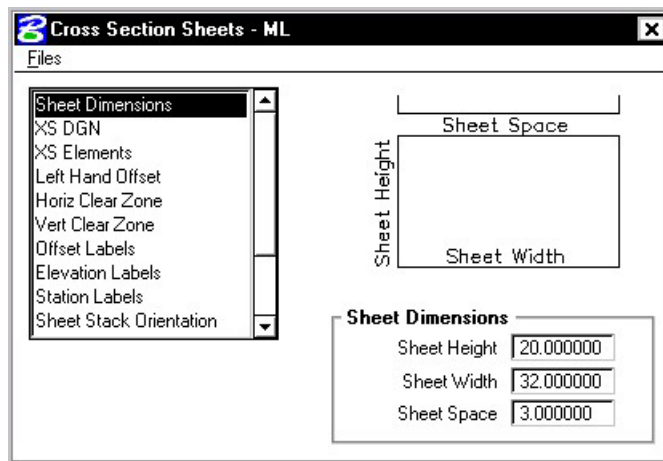 Cross Section Sheets - ML
Files
Sheet Dimensions
XS DGN
XS Elements
Left Hand Offset
Horiz Clear Zone
Vert Clear Zone
Offset Labels
Elevation Labels
Station Labels
Sheet Stack Orientation
Sheet Space
Sheet Height
Sheet Width
Sheet Dimensions
Sheet Height 20.000000
Sheet Width 32.000000
Sheet Space 3.000000